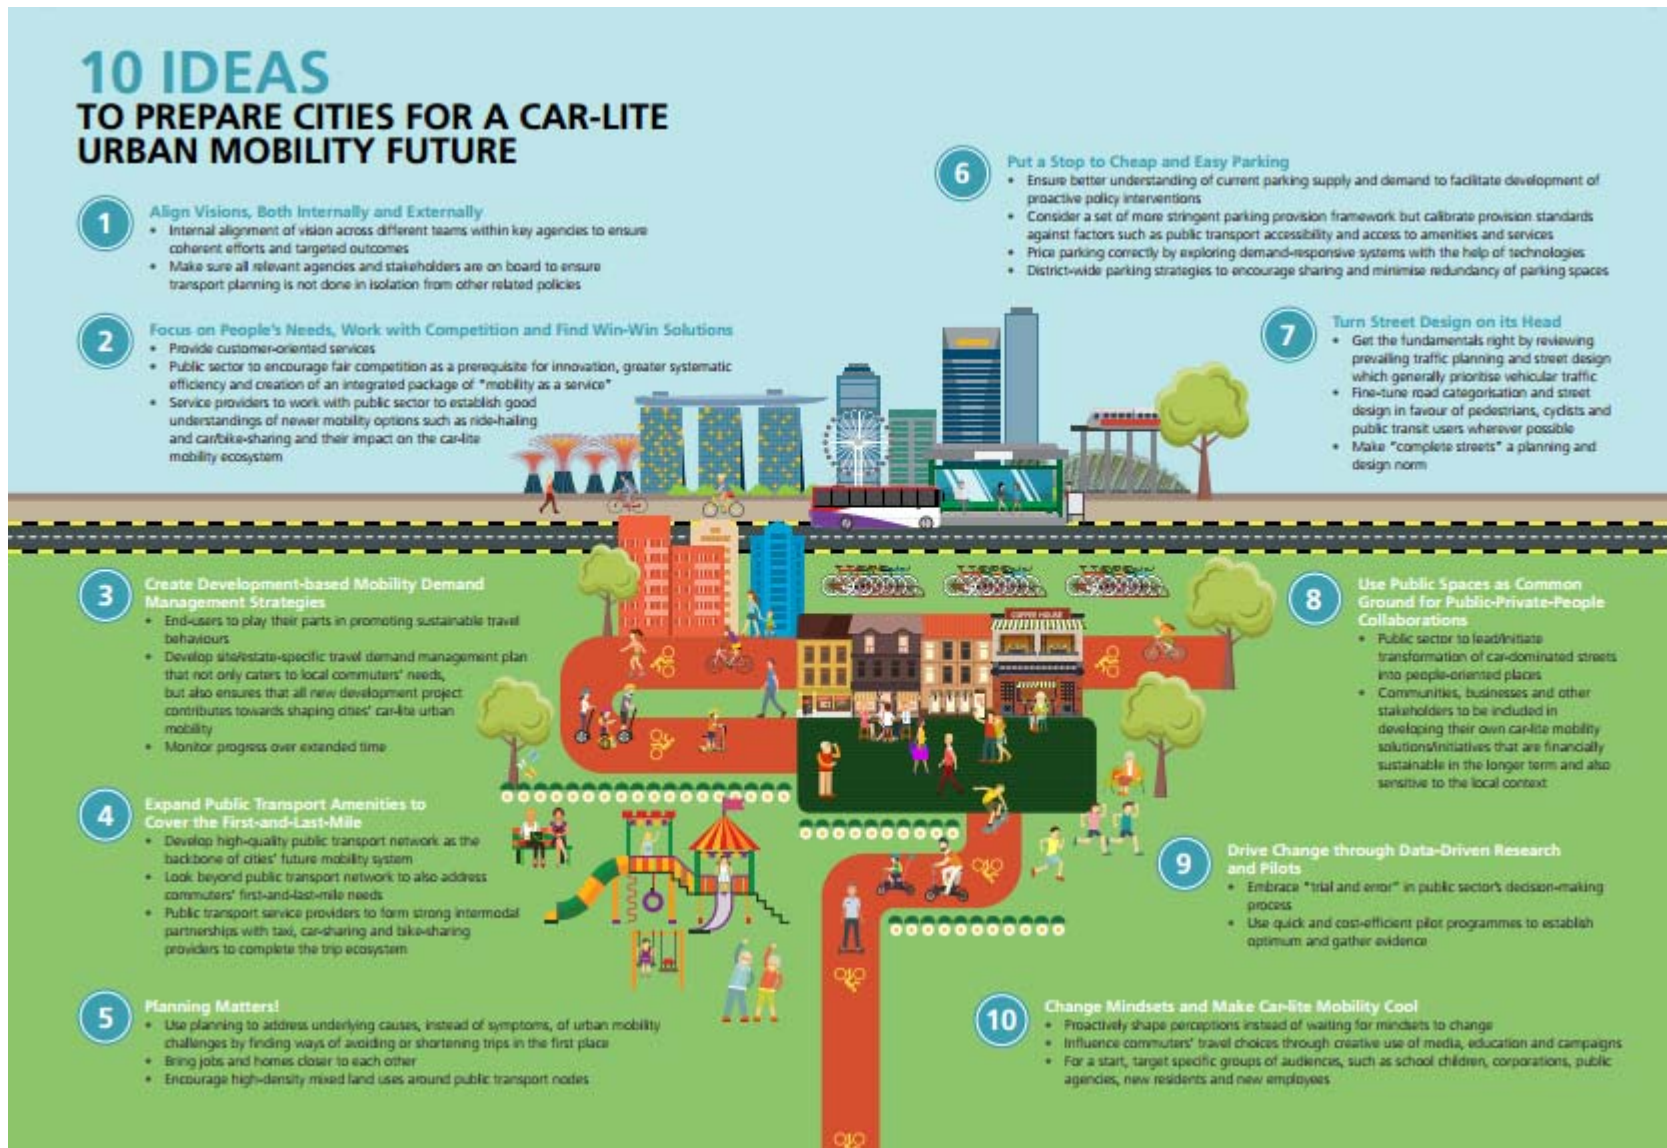 10 IDEAS
TO PREPARE CITIES FOR A CAR-LITE
URBAN MOBILITY FUTURE
1
Align Visions, Both Internally and Externally
• Internal alignment of vision across different teams within key agencies to ensure
coherent efforts and targeted outcomes
• Make sure all relevant agencies and stakeholders are on board to ensure
transport planning is not done in isolation from other related policies
2
Focus on People's Needs, Work with Competition and Find Win-Win Solutions
• Provide customer-oriented services
• Public sector to encourage fair competition as a prerequisite for innovation, greater systematic
efficiency and creation of an integrated package of "mobility as a service"
• Service providers to work with public sector to establish good
understandings of newer mobility options such as ride-hailing
and car/bike-sharing and their impact on the car-lite
mobility ecosystem
3
Create Development-based Mobility Demand
Management Strategies
• End-users to play their parts in promoting sustainable travel
behaviours
• Develop site/estate-specific travel demand management plan
that not only caters to local commuters' needs,
but also ensures that all new development project
contributes towards shaping cities' car-lite urban
mobility
• Monitor progress over extended time
4
Expand Public Transport Amenities to
Cover the First-and-Last-Mile
• Develop high-quality public transport network as the
backbone of cities' future mobility system
• Look beyond public transport network to also address
commuters' first-and-last-mile needs
• Public transport service providers to form strong intermodal
partnerships with taxi, car-sharing and bike-sharing
providers to complete the trip ecosystem
5
Planning Matters!
• Use planning to address underlying causes, instead of symptoms, of urban mobility
challenges by finding ways of avoiding or shortening trips in the first place
• Bring jobs and homes closer to each other
• Encourage high-density mixed land uses around public transport nodes
6
Put a Stop to Cheap and Easy Parking
• Ensure better understanding of current parking supply and demand to facilitate development of
proactive policy interventions
• Consider a set of more stringent parking provision framework but calibrate provision standards
against factors such as public transport accessibility and access to amenities and services
• Price parking correctly by exploring demand-responsive systems with the help of technologies
• District-wide parking strategies to encourage sharing and minimise redundancy of parking spaces
7
Turn Street Design on its Head
• Get the fundamentals right by reviewing
prevailing traffic planning and street design
which generally prioritise vehicular traffic
• Fine-tune road categorisation and street
design in favour of pedestrians, cyclists and
public transit users wherever possible
• Make "complete streets" a planning and
design norm
COFFEE HOUSE
8
Use Public Spaces as Common
Ground for Public-Private-People
Collaborations
• Public sector to lead/initiate
transformation of car-dominated streets
into people-oriented places
• Communities, businesses and other
stakeholders to be included in
developing their own car-lite mobility
solutions/initiatives that are financially
sustainable in the longer term and also
sensitive to the local context
9
Drive Change through Data-Driven Research
and Pilots
• Embrace "trial and error" in public sector's decision-making
process
• Use quick and cost-efficient pilot programmes to establish
optimum and gather evidence
10
Change Mindsets and Make Car-lite Mobility Cool
• Proactively shape perceptions instead of waiting for mindsets to change
• Influence commuters' travel choices through creative use of media, education and campaigns
• For a start, target specific groups of audiences, such as school children, corporations, public
agencies, new residents and new employees